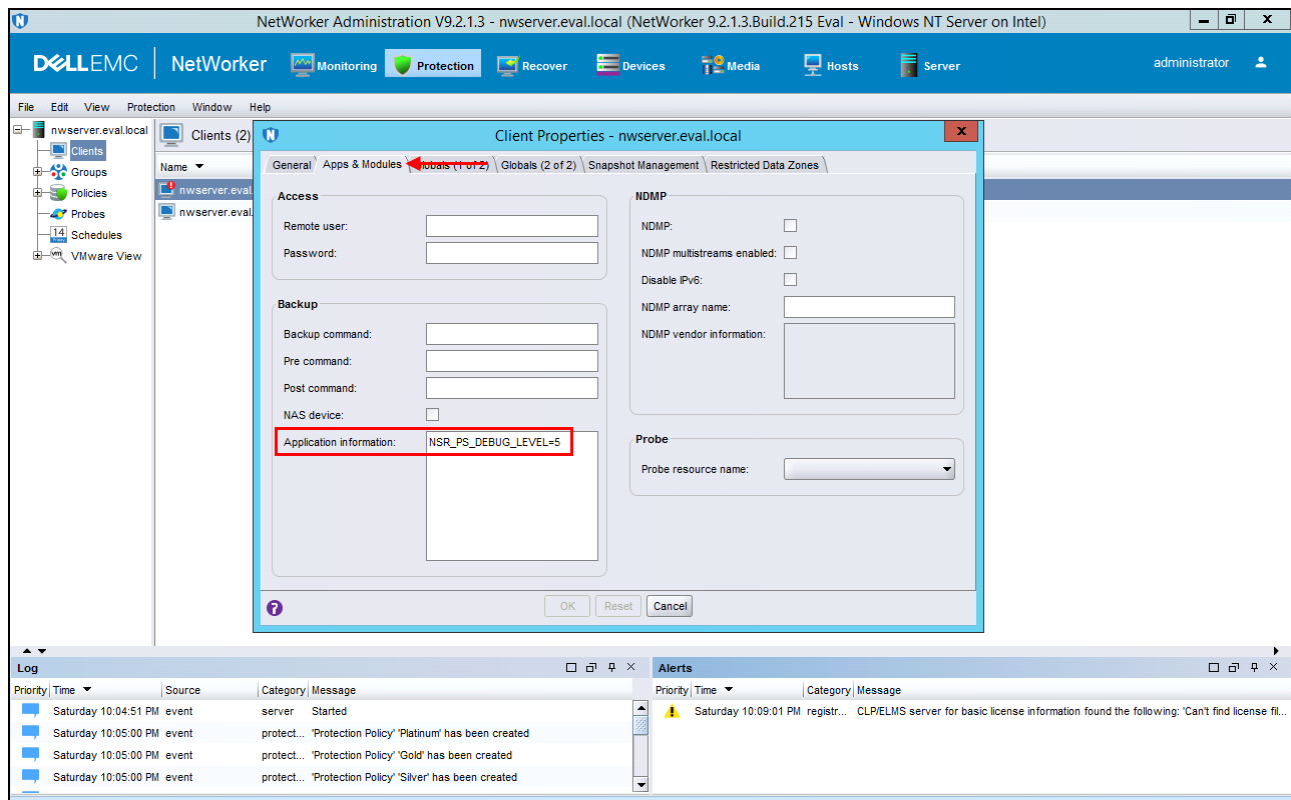 NetWorker Administration V9.2.1.3 - nwserver.eval.local (NetWorker 9.2.1.3.Build.215 Eval - Windows NT Server on Intel)
DELLEMC NetWorker Monitoring Protection Recover Devices Media Hosts Server administrator
File Edit View Protection Window Help
nwserver.eval.local
Clients
Groups
Policies
Probes
14 Schedules
vm VMware View
Clients (2)
Name
nwserver.eval
nwserver.eval.
Client Properties - nwserver.eval.local
General Apps & Modules Globals (1 of 2) Globals (2 of 2) Snapshot Management Restricted Data Zones
Access
Remote user:
Password:
Backup
Backup command:
Pre command:
Post command:
NAS device:
Application information: NSR_PS_DEBUG_LEVEL=5
NDMP
NDMP:
NDMP multistreams enabled:
Disable IPv6:
NDMP array name:
NDMP vendor information:
Probe
Probe resource name:
OK Reset Cancel
Log
Priority Time Source Category Message
Saturday 10:04:51 PM event server Started
Saturday 10:05:00 PM event protect... 'Protection Policy' 'Platinum' has been created
Saturday 10:05:00 PM event protect... 'Protection Policy' 'Gold' has been created
Saturday 10:05:00 PM event protect... 'Protection Policy' 'Silver' has been created
Alerts
Priority Time Category Message
Saturday 10:09:01 PM registr... CLP/ELMS server for basic license information found the following: 'Can't find license fil...